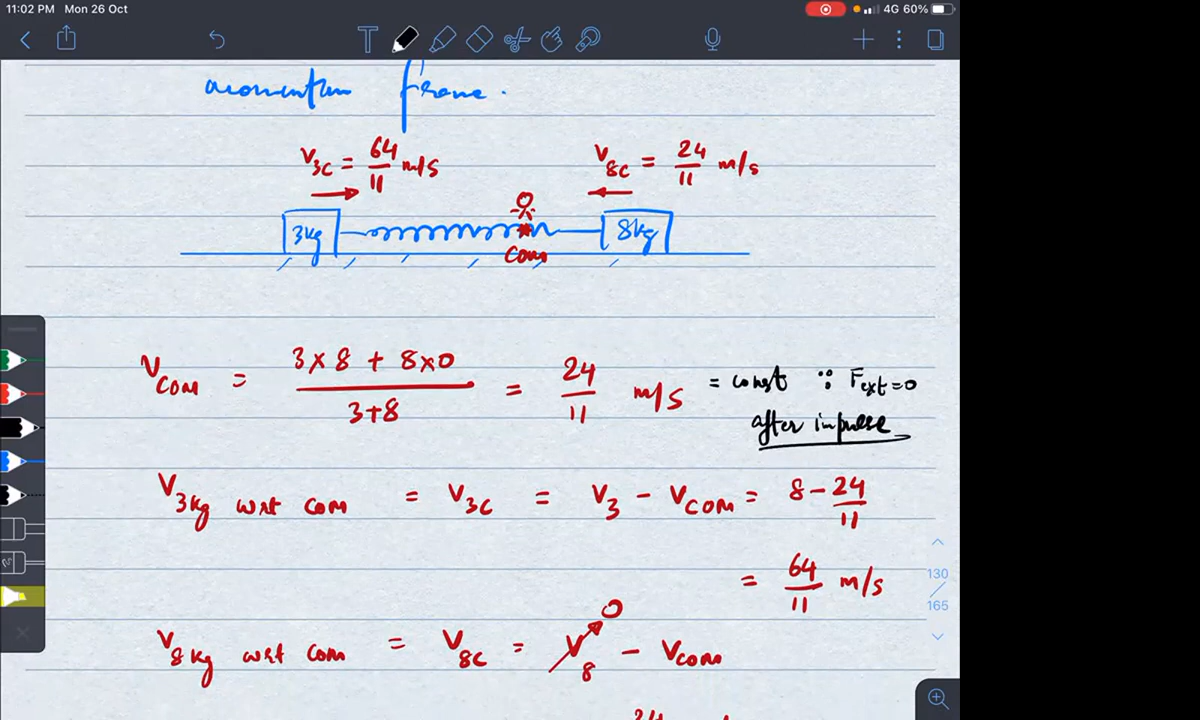 11:02 PM Mon 26 Oct
4G 60%
T
momentum frame.
V3C = 64/11 m/s
V8C = 24/11 m/s
3kg
8kg
Com
VCOM = (3×8 + 8×0)/(3+8) = 24/11 m/s = const ∵ Fext=0
after impulse
V3kg wrt com = V3C = V3 - VCOM = 8 - 24/11
= 64/11 m/s
0
V8kg wrt com = V8C = V8 - VCOM
130
/
165
24